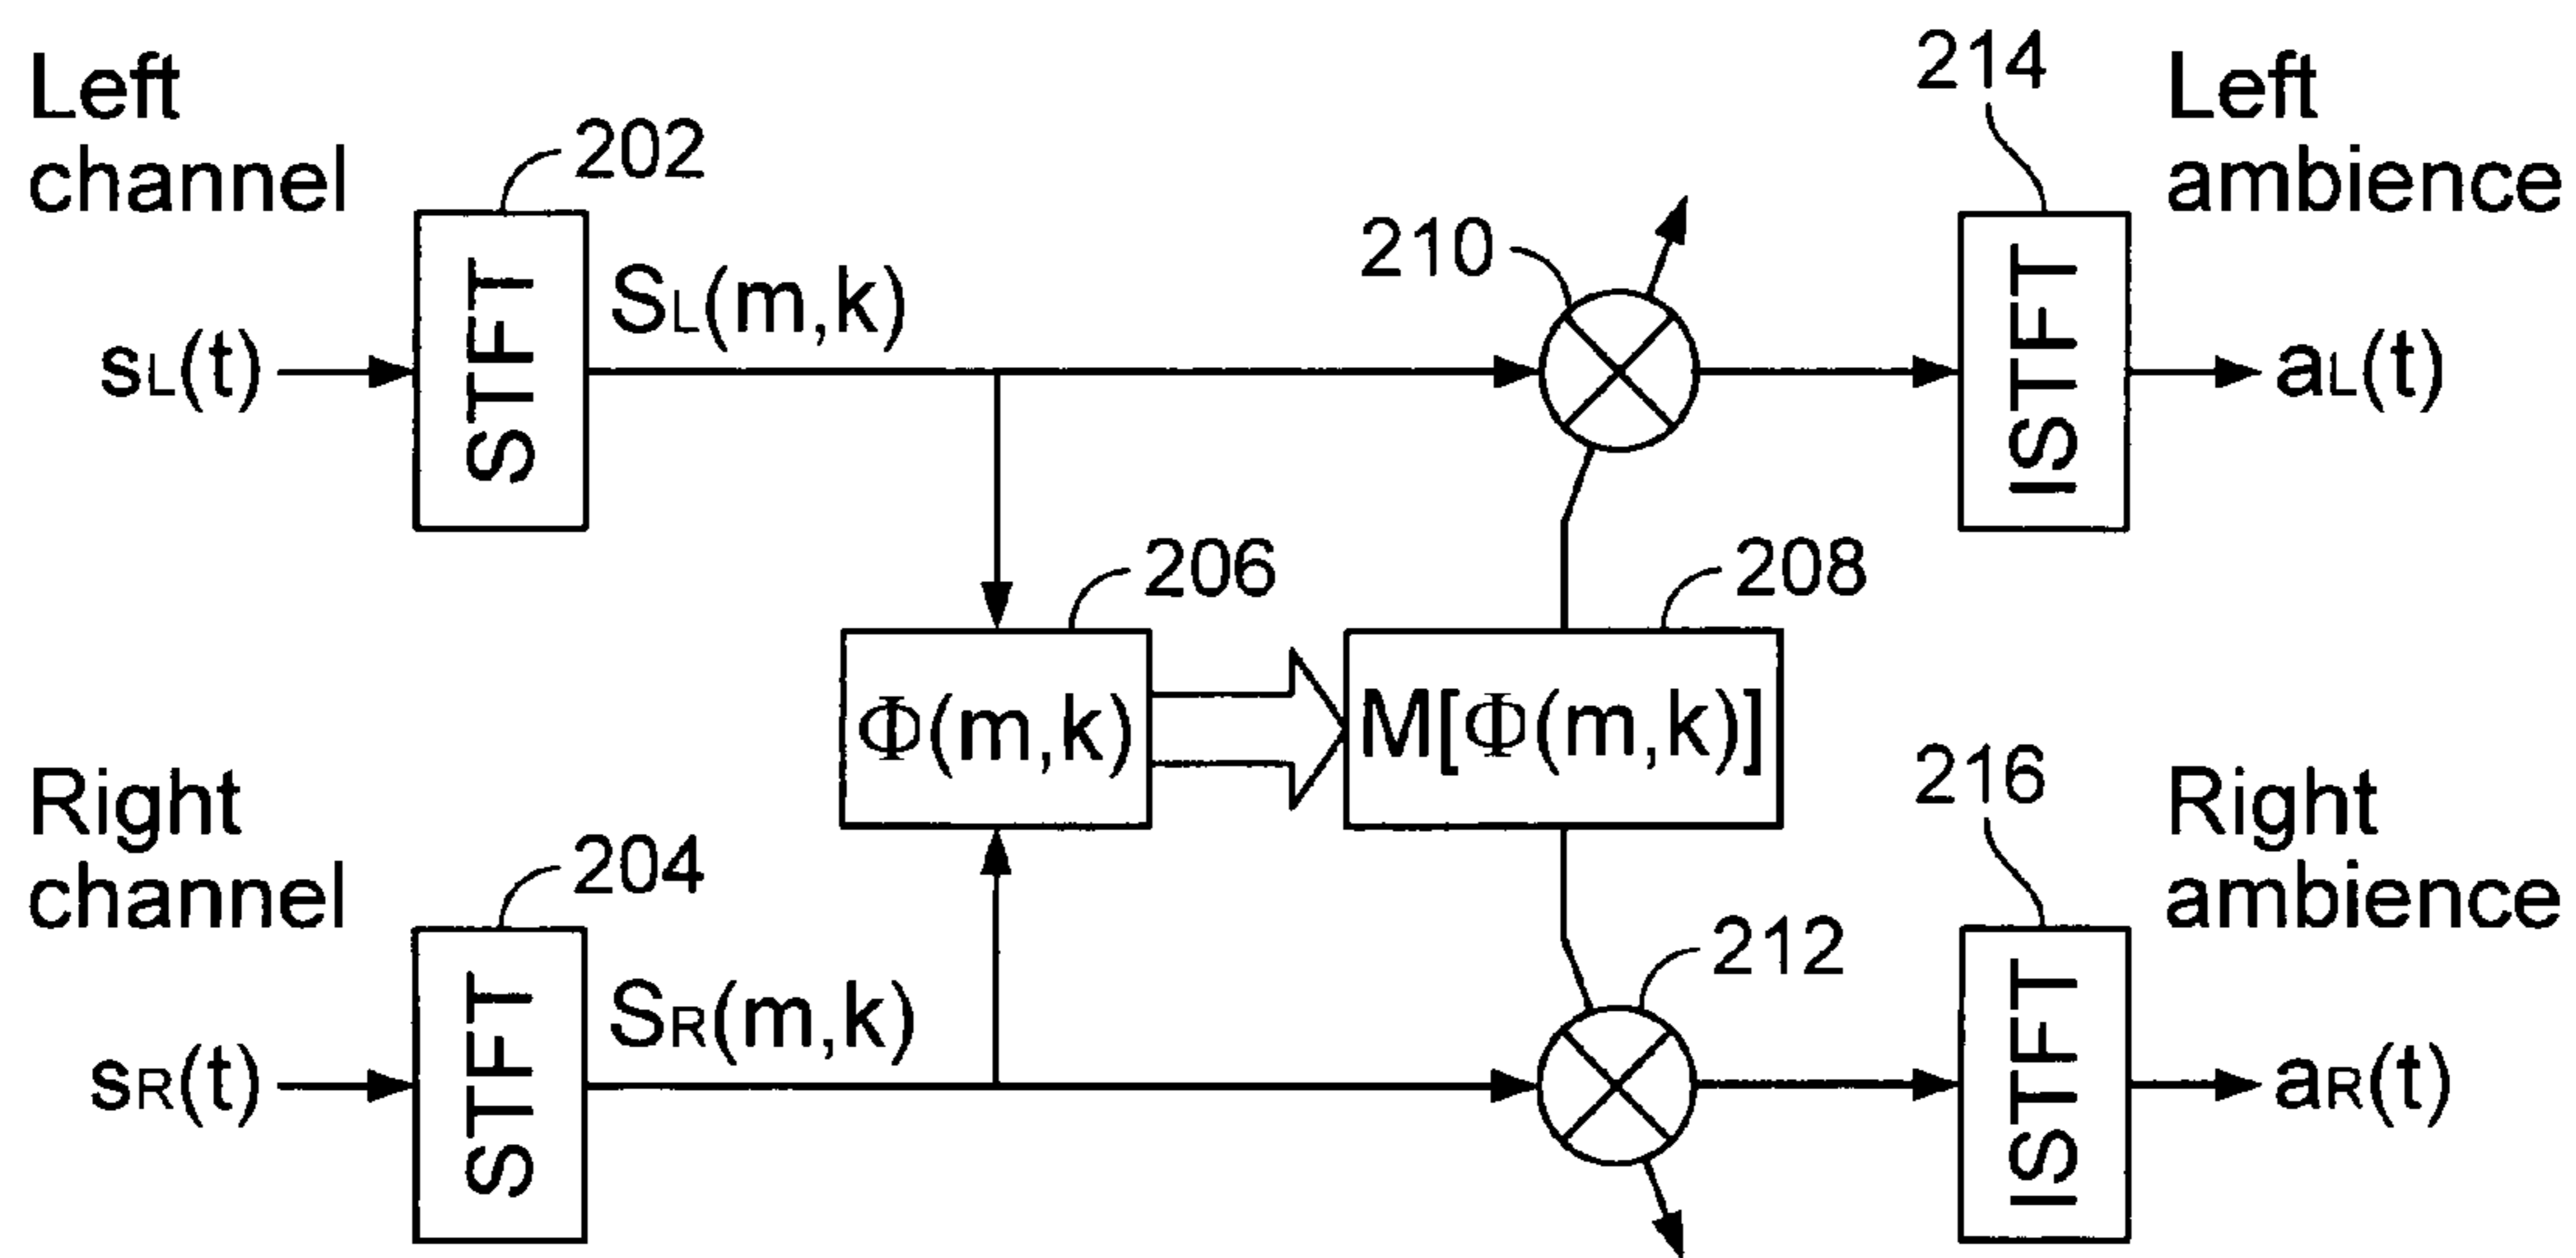 Left
channel
202
STFT
sL(t)
SL(m,k)
210
214
Left
ambience
ISTFT
aL(t)
206
208
Φ(m,k)
M[Φ(m,k)]
Right
channel
204
STFT
sR(t)
SR(m,k)
212
216
Right
ambience
ISTFT
aR(t)